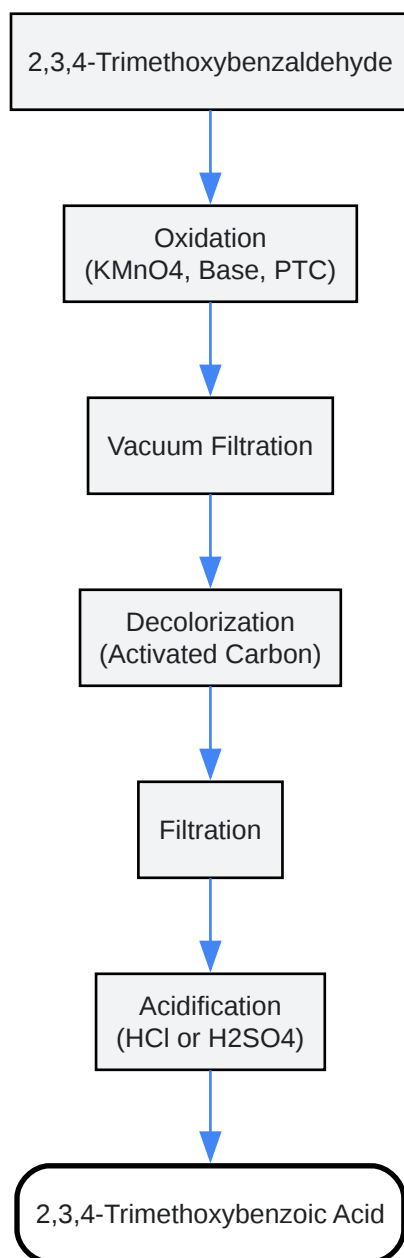 2,3,4-Trimethoxybenzaldehyde
Oxidation
(KMnO4, Base, PTC)
Vacuum Filtration
Decolorization
(Activated Carbon)
Filtration
Acidification
(HCl or H2SO4)
2,3,4-Trimethoxybenzoic Acid